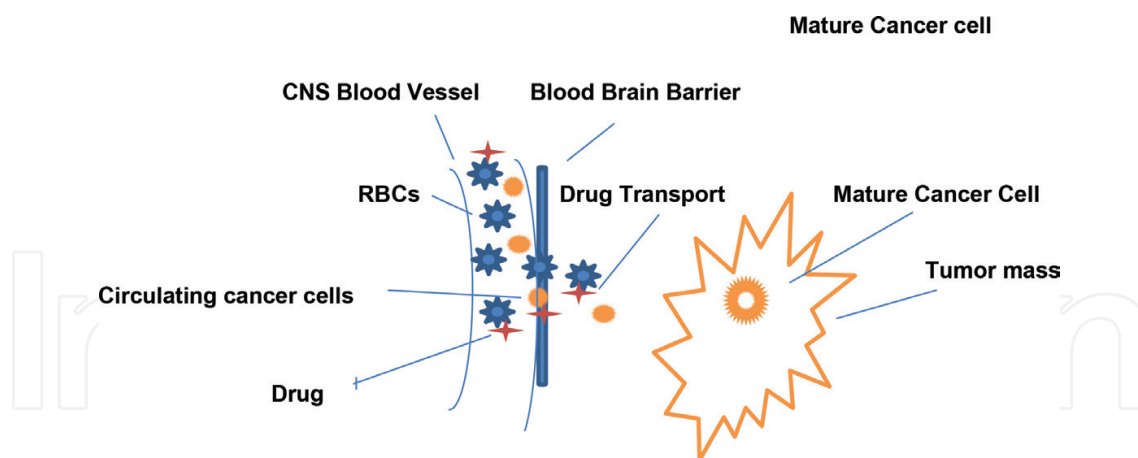 Mature Cancer cell
CNS Blood Vessel
Blood Brain Barrier
RBCs
Drug Transport
Mature Cancer Cell
Tumor mass
Circulating cancer cells
Drug